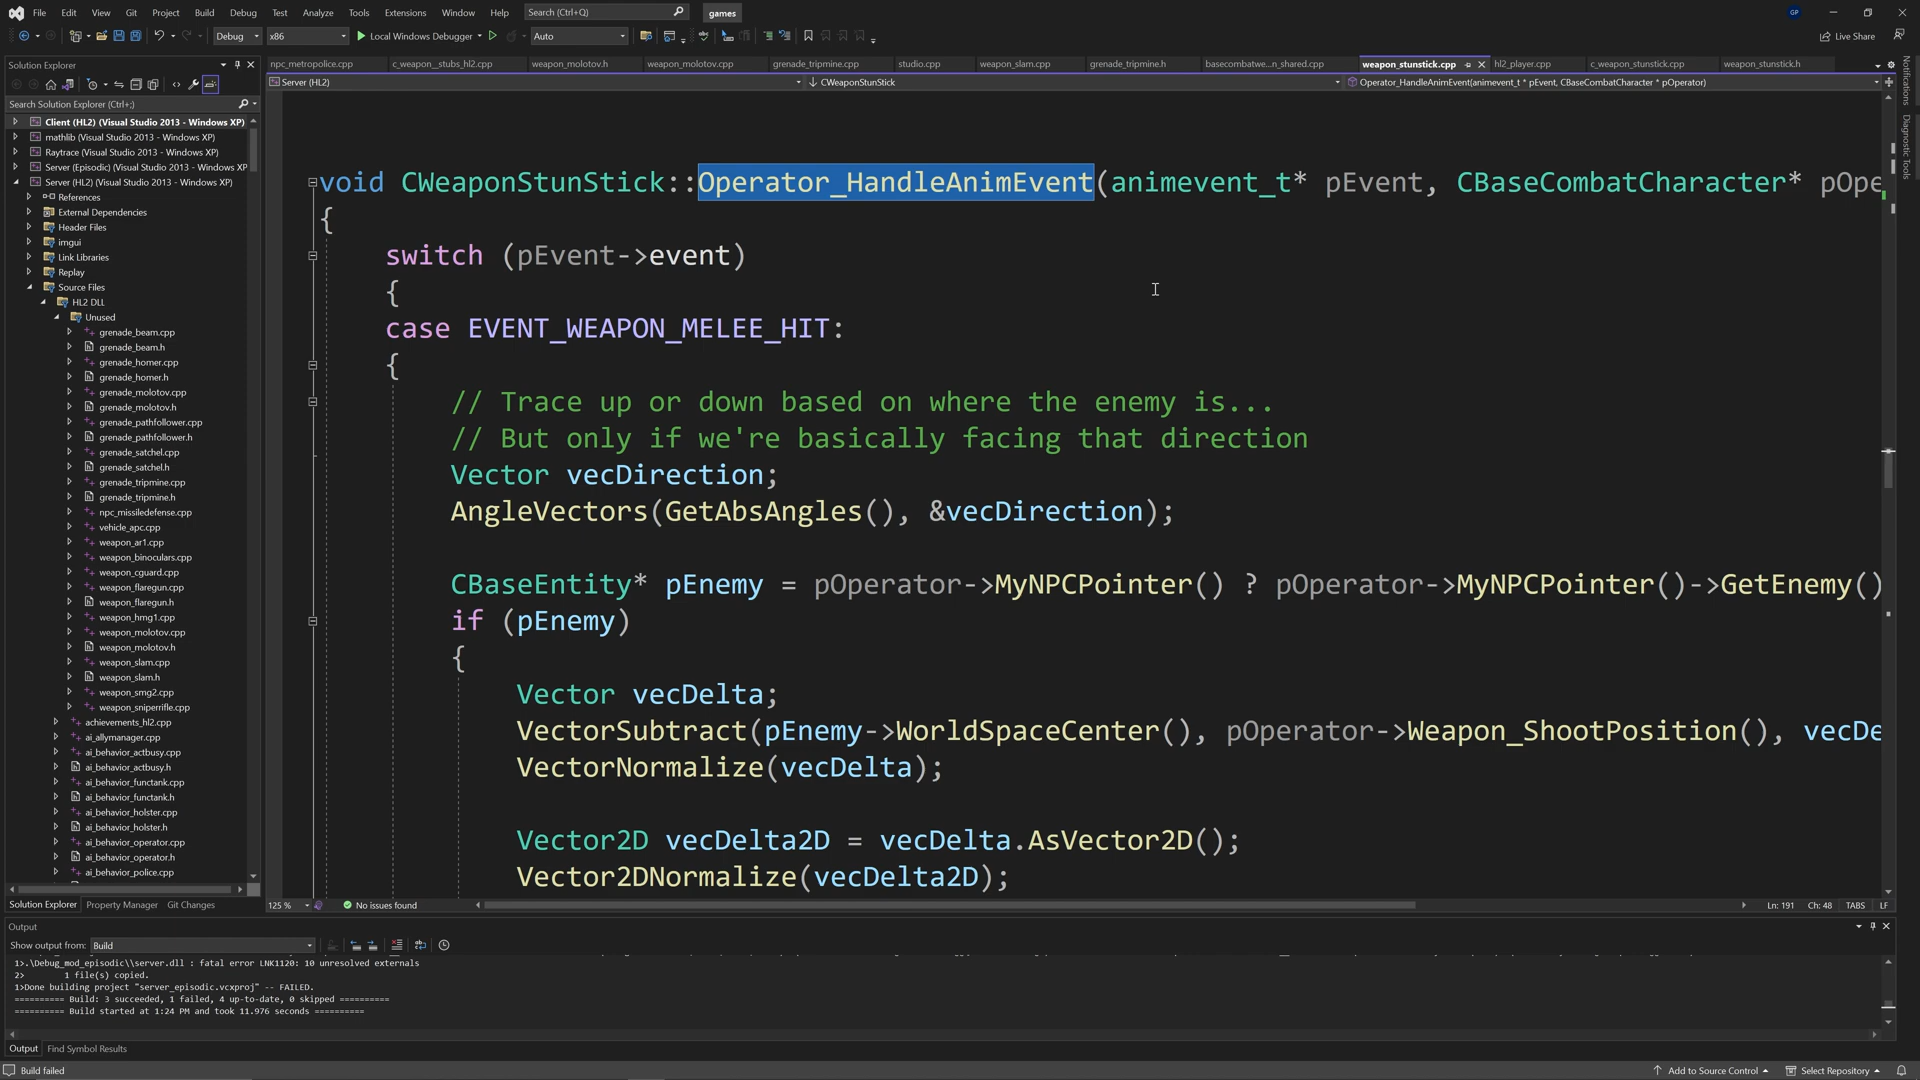 File Edit View Git Project Build Debug Test Analyze Tools Extensions Window Help Search (Ctrl+Q) games GP
Debug x86 Local Windows Debugger Auto Live Share
Solution Explorer
npc_metropolice.cpp c_weapon__stubs_hl2.cpp weapon_molotov.h weapon_molotov.cpp grenade_tripmine.cpp studio.cpp weapon_slam.cpp grenade_tripmine.h basecombatwe...n_shared.cpp weapon_stunstick.cpp hl2_player.cpp c_weapon_stunstick.cpp weapon_stunstick.h
Server (HL2) CWeaponStunStick Operator_HandleAnimEvent(animevent_t * pEvent, CBaseCombatCharacter * pOperator)
Search Solution Explorer (Ctrl+;)
Client (HL2) (Visual Studio 2013 - Windows XP)
mathlib (Visual Studio 2013 - Windows XP)
Raytrace (Visual Studio 2013 - Windows XP)
Server (Episodic) (Visual Studio 2013 - Windows XP
Server (HL2) (Visual Studio 2013 - Windows XP)
References
External Dependencies
Header Files
imgui
Link Libraries
Replay
Source Files
HL2 DLL
Unused
grenade_beam.cpp
grenade_beam.h
grenade_homer.cpp
grenade_homer.h
grenade_molotov.cpp
grenade_molotov.h
grenade_pathfollower.cpp
grenade_pathfollower.h
grenade_satchel.cpp
grenade_satchel.h
grenade_tripmine.cpp
grenade_tripmine.h
npc_missiledefense.cpp
vehicle_apc.cpp
weapon_ar1.cpp
weapon_binoculars.cpp
weapon_cguard.cpp
weapon_flaregun.cpp
weapon_flaregun.h
weapon_hmg1.cpp
weapon_molotov.cpp
weapon_molotov.h
weapon_slam.cpp
weapon_slam.h
weapon_smg2.cpp
weapon_sniperrifle.cpp
achievements_hl2.cpp
ai_allymanager.cpp
ai_behavior_actbusy.cpp
ai_behavior_actbusy.h
ai_behavior_functank.cpp
ai_behavior_functank.h
ai_behavior_holster.cpp
ai_behavior_holster.h
ai_behavior_operator.cpp
ai_behavior_operator.h
ai_behavior_police.cpp
Solution Explorer Property Manager Git Changes
void CWeaponStunStick::Operator_HandleAnimEvent(animevent_t* pEvent, CBaseCombatCharacter* pOpe
{
switch (pEvent->event)
{
case EVENT_WEAPON_MELEE_HIT:
{
// Trace up or down based on where the enemy is...
// But only if we're basically facing that direction
Vector vecDirection;
AngleVectors(GetAbsAngles(), &vecDirection);
CBaseEntity* pEnemy = pOperator->MyNPCPointer() ? pOperator->MyNPCPointer()->GetEnemy()
if (pEnemy)
{
Vector vecDelta;
VectorSubtract(pEnemy->WorldSpaceCenter(), pOperator->Weapon_ShootPosition(), vecDe
VectorNormalize(vecDelta);
Vector2D vecDelta2D = vecDelta.AsVector2D();
Vector2DNormalize(vecDelta2D);
125 % No issues found Ln: 191 Ch: 48 TABS LF
Notifications
Diagnostic Tools
Output
Show output from: Build
1>.\Debug_mod_episodic\\server.dll : fatal error LNK1120: 10 unresolved externals
2> 1 file(s) copied.
1>Done building project "server_episodic.vcxproj" -- FAILED.
========== Build: 3 succeeded, 1 failed, 4 up-to-date, 0 skipped ==========
========== Build started at 1:24 PM and took 11.976 seconds ==========
Output Find Symbol Results
Build failed Add to Source Control Select Repository